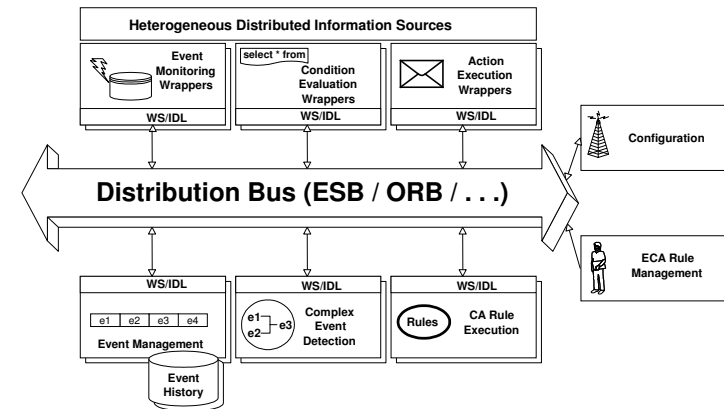 Heterogeneous Distributed Information Sources
Event
Monitoring
Wrappers
WS/IDL
select * from
Condition
Evaluation
Wrappers
WS/IDL
Action
Execution
Wrappers
WS/IDL
Configuration
Distribution Bus (ESB / ORB / . . .)
ECA Rule
Management
WS/IDL
e1 e2 e3 e4
Event Management
Event
History
WS/IDL
e1
e2
e3
Complex
Event
Detection
WS/IDL
Rules
CA Rule
Execution